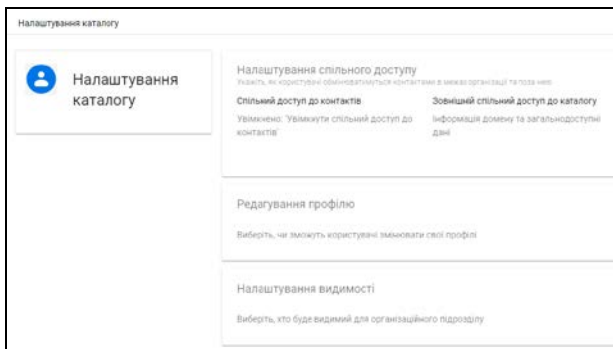 Налаштування каталогу
Налаштування
каталогу
Налаштування спільного доступу
Укажіть, як користувачі обмінюватимуться контактами в межах організації та поза нею.
Спільний доступ до контактів
Увімкнено: 'Увімкнути спільний доступ до
контактів'
Зовнішній спільний доступ до каталогу
Інформація домену та загальнодоступні
дані
Редагування профілю
Виберіть, чи зможуть користувачі змінювати свої профілі
Налаштування видимості
Виберіть, хто буде видимий для організаційного підрозділу